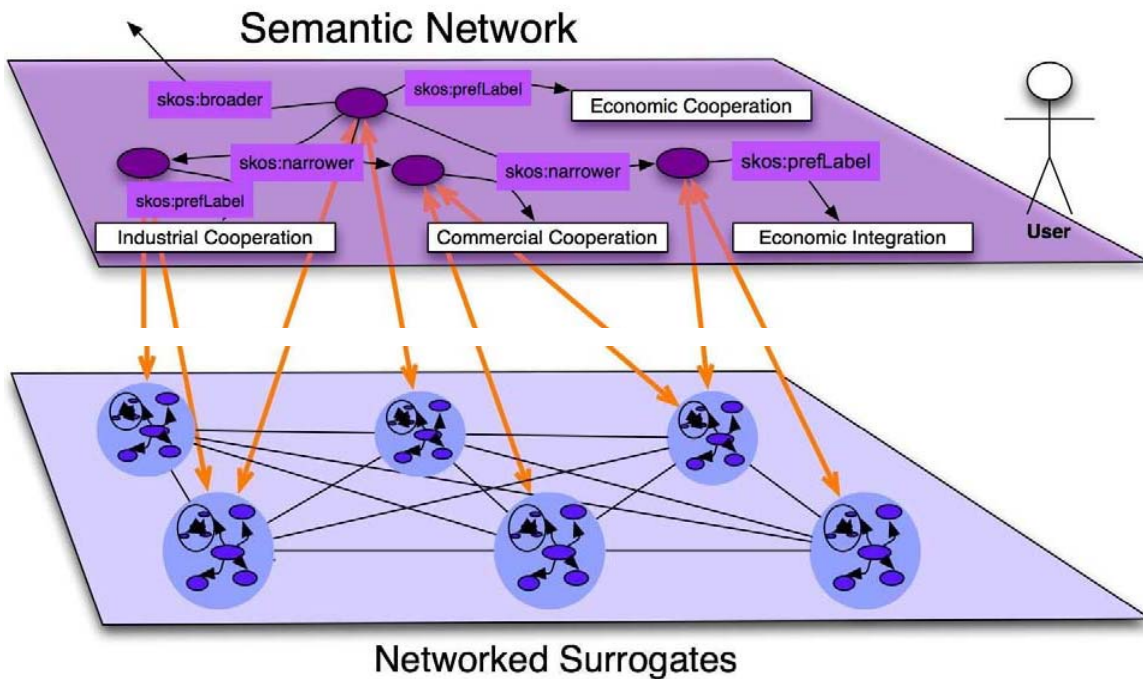 Semantic Network
skos:broader
skos:prefLabel
Economic Cooperation
skos:narrower
skos:narrower
skos:prefLabel
skos:prefLabel
Industrial Cooperation
Commercial Cooperation
Economic Integration
User
Networked Surrogates